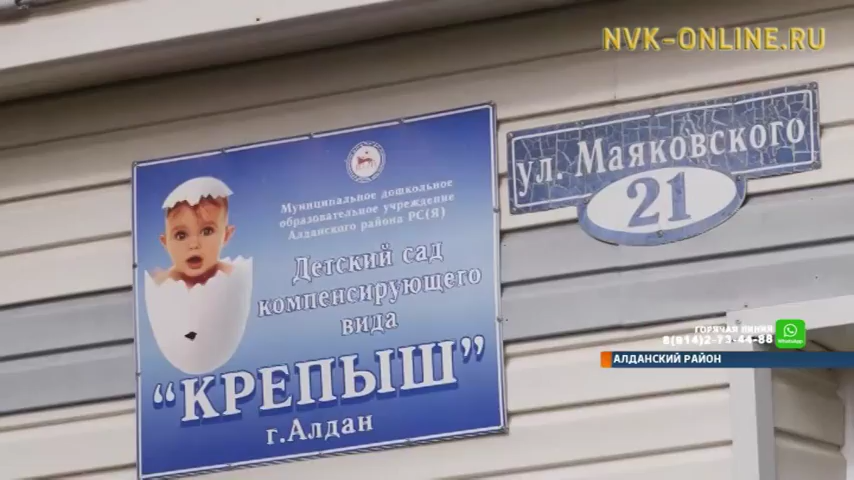 NVK-ONLINE.RU
Муниципальное дошкольное
образовательное учреждение
Алданского района РС(Я)
Детский сад
компенсирующего
вида
"КРЕПЫШ"
г.Алдан
ул. Маяковского
21
ГОРЯЧАЯ ЛИНИЯ
8(914)2-73-44-88
WhatsApp
АЛДАНСКИЙ РАЙОН